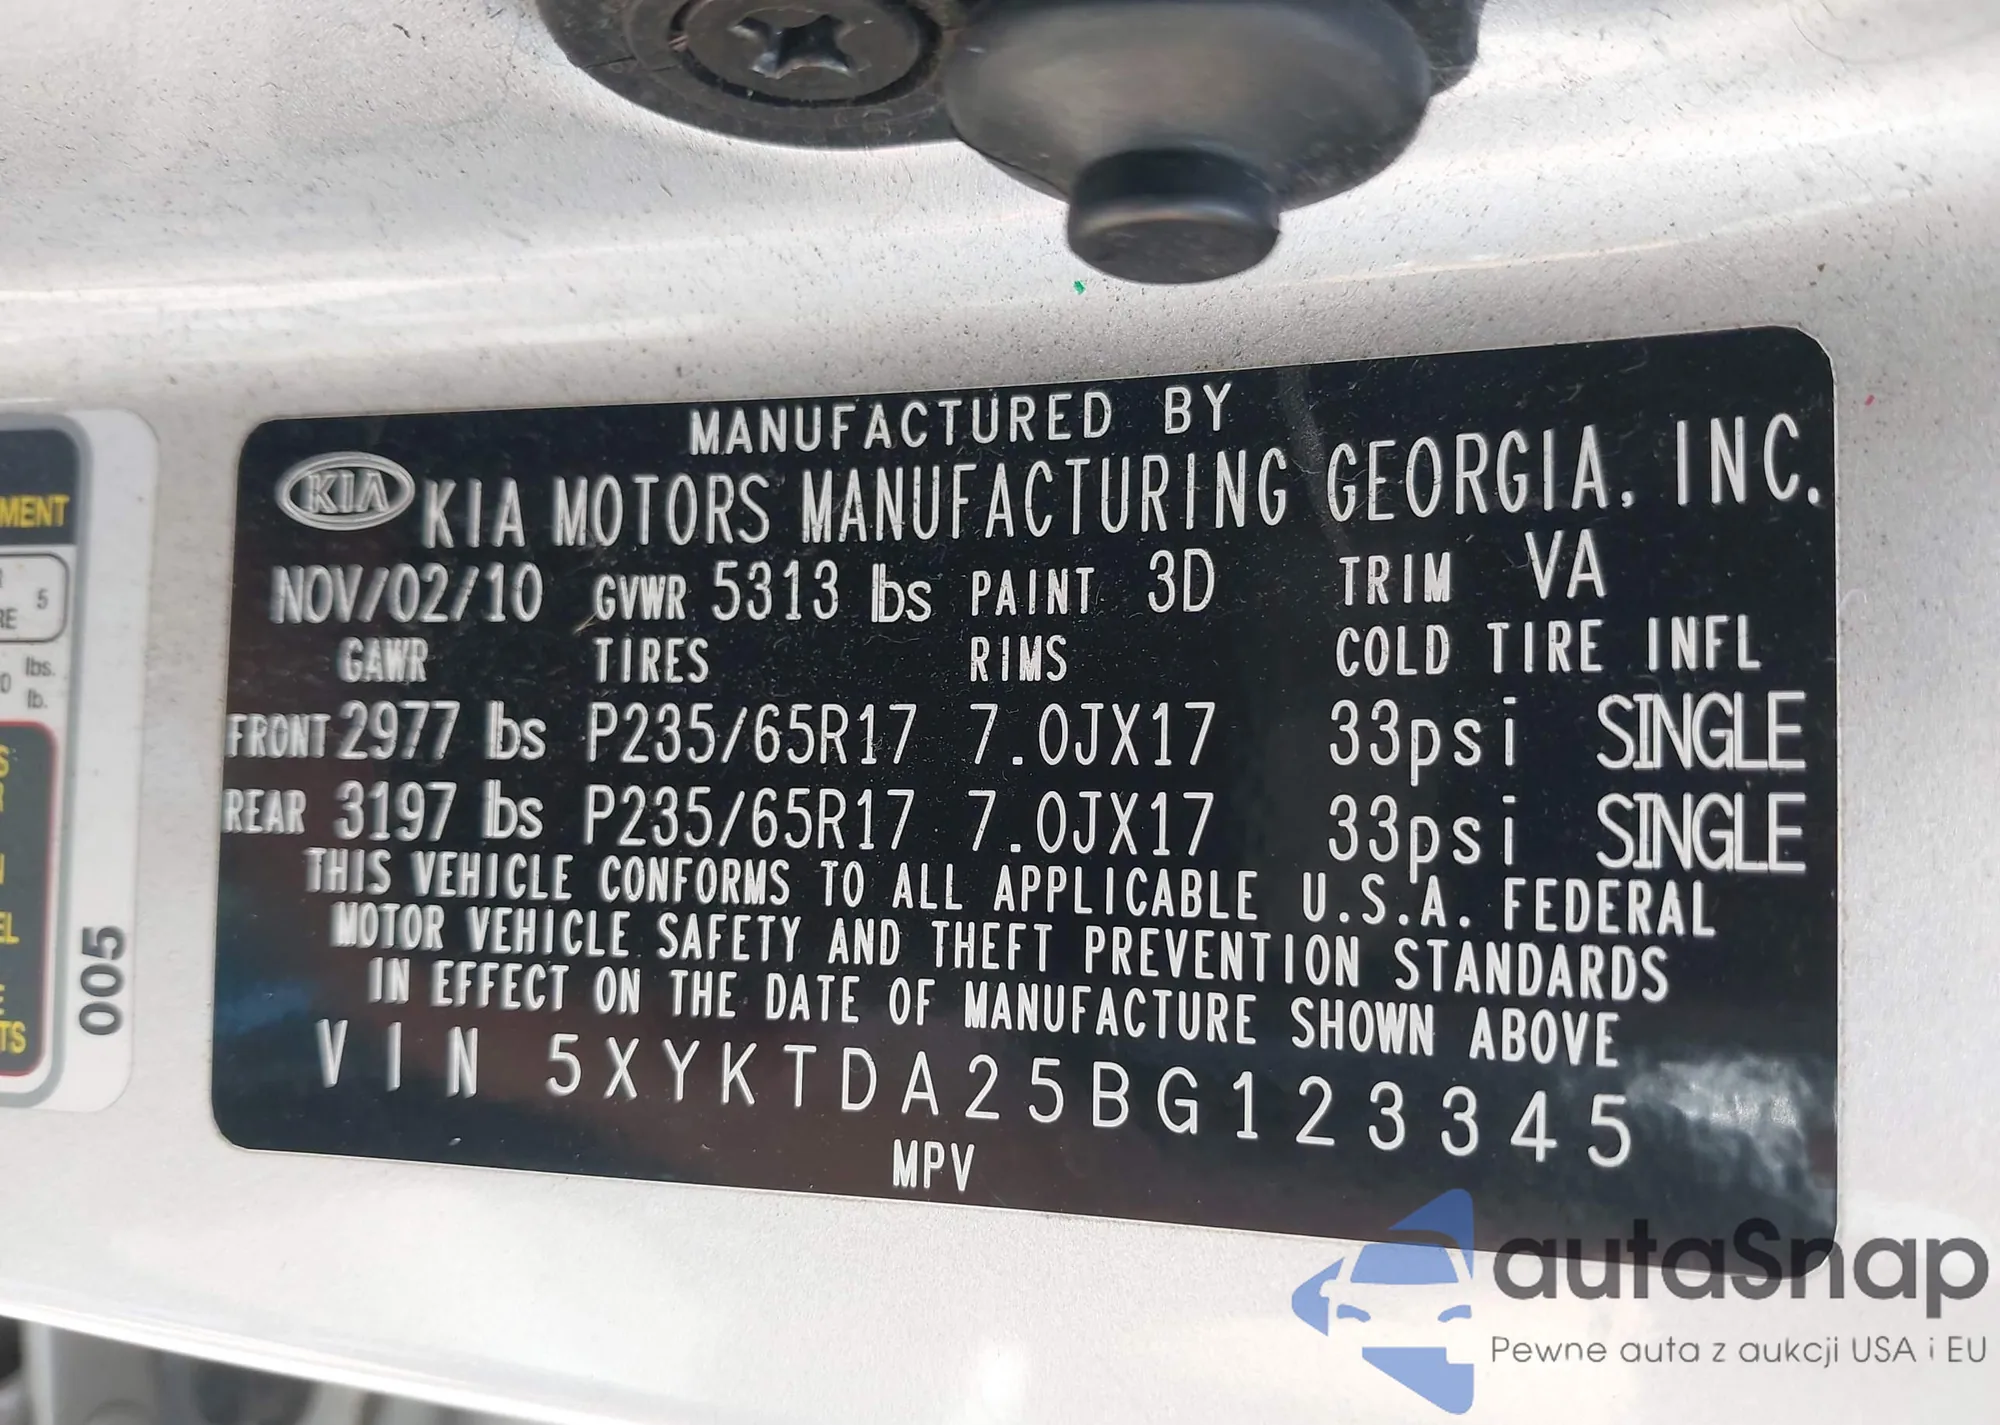 MANUFACTURED BY
KIA KIA MOTORS MANUFACTURING GEORGIA, INC.
NOV/02/10 GVWR 5313 lbs PAINT 3D TRIM VA
GAWR TIRES RIMS COLD TIRE INFL
FRONT 2977 lbs P235/65R17 7.0JX17 33psi SINGLE
REAR 3197 lbs P235/65R17 7.0JX17 33psi SINGLE
THIS VEHICLE CONFORMS TO ALL APPLICABLE U.S.A. FEDERAL
MOTOR VEHICLE SAFETY AND THEFT PREVENTION STANDARDS
IN EFFECT ON THE DATE OF MANUFACTURE SHOWN ABOVE
VIN 5XYKTDA25BG123345
MPV
5
lbs.
lb.
005
autaSnap
Pewne auta z aukcji USA i EU